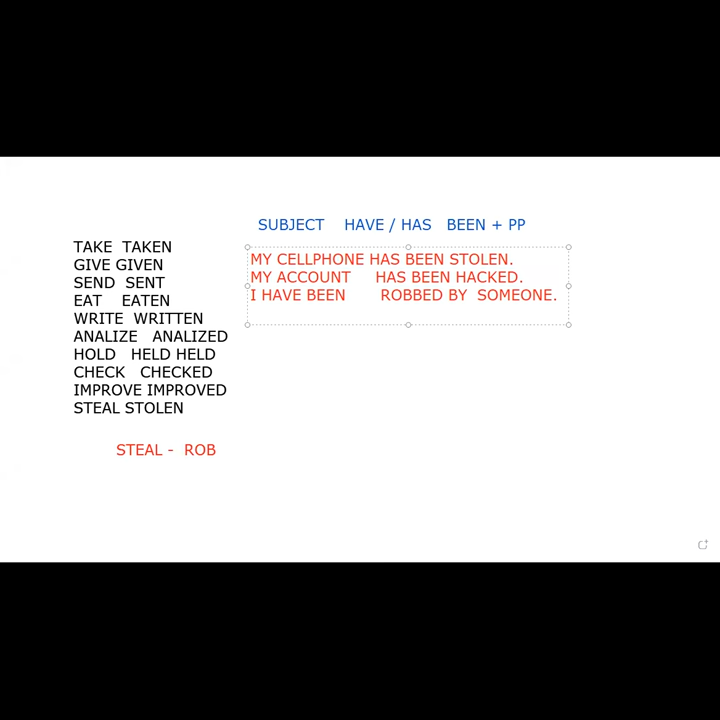 SUBJECT HAVE / HAS BEEN + PP
TAKE TAKEN
GIVE GIVEN
SEND SENT
EAT EATEN
WRITE WRITTEN
ANALIZE ANALIZED
HOLD HELD HELD
CHECK CHECKED
IMPROVE IMPROVED
STEAL STOLEN
STEAL - ROB
MY CELLPHONE HAS BEEN STOLEN.
MY ACCOUNT HAS BEEN HACKED.
I HAVE BEEN ROBBED BY SOMEONE.